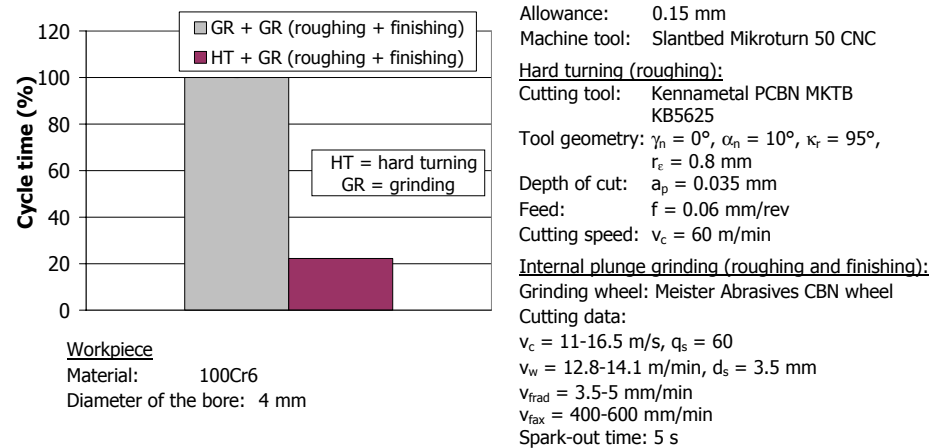 120
100
80
60
40
20
0
Cycle time (%)
GR + GR (roughing + finishing)
HT + GR (roughing + finishing)
HT = hard turning
GR = grinding
Workpiece
Material: 100Cr6
Diameter of the bore: 4 mm
Allowance: 0.15 mm
Machine tool: Slantbed Mikroturn 50 CNC
Hard turning (roughing):
Cutting tool: Kennametal PCBN MKTB
KB5625
Tool geometry: γn = 0°, αn = 10°, κr = 95°,
rε = 0.8 mm
Depth of cut: ap = 0.035 mm
Feed: f = 0.06 mm/rev
Cutting speed: vc = 60 m/min
Internal plunge grinding (roughing and finishing):
Grinding wheel: Meister Abrasives CBN wheel
Cutting data:
vc = 11-16.5 m/s, qs = 60
vw = 12.8-14.1 m/min, ds = 3.5 mm
vfrad = 3.5-5 mm/min
vfax = 400-600 mm/min
Spark-out time: 5 s